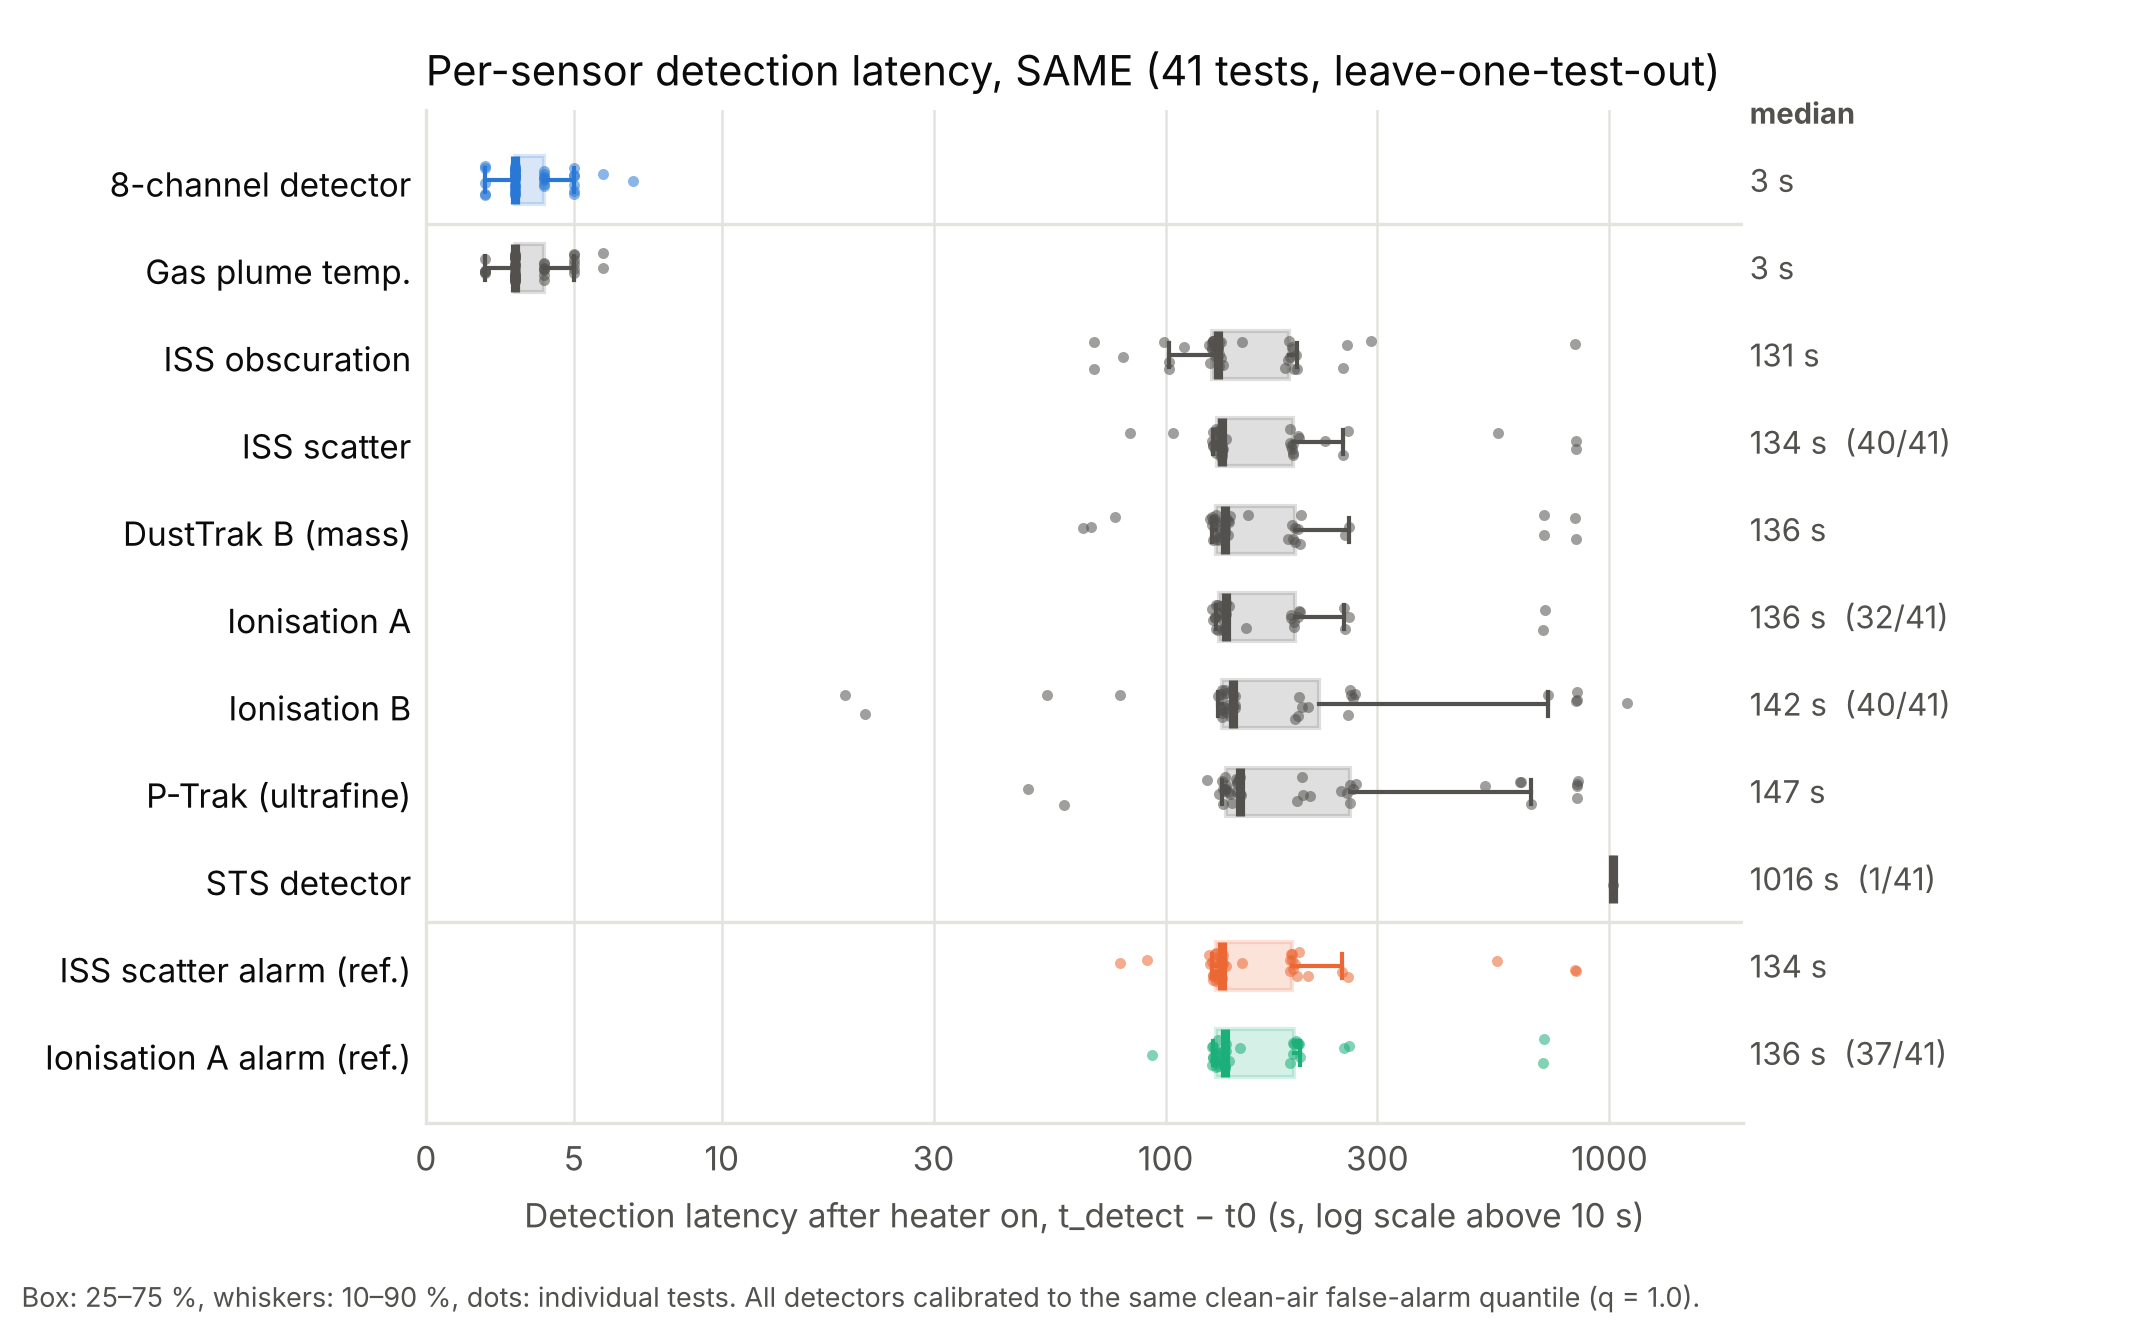 Per-sensor detection latency, SAME (41 tests, leave-one-test-out)
median
8-channel detector 3 s
Gas plume temp. 3 s
ISS obscuration 131 s
ISS scatter 134 s (40/41)
DustTrak B (mass) 136 s
Ionisation A 136 s (32/41)
Ionisation B 142 s (40/41)
P-Trak (ultrafine) 147 s
STS detector 1016 s (1/41)
ISS scatter alarm (ref.) 134 s
Ionisation A alarm (ref.) 136 s (37/41)
0 5 10 30 100 300 1000
Detection latency after heater on, t_detect − t0 (s, log scale above 10 s)
Box: 25–75 %, whiskers: 10–90 %, dots: individual tests. All detectors calibrated to the same clean-air false-alarm quantile (q = 1.0).